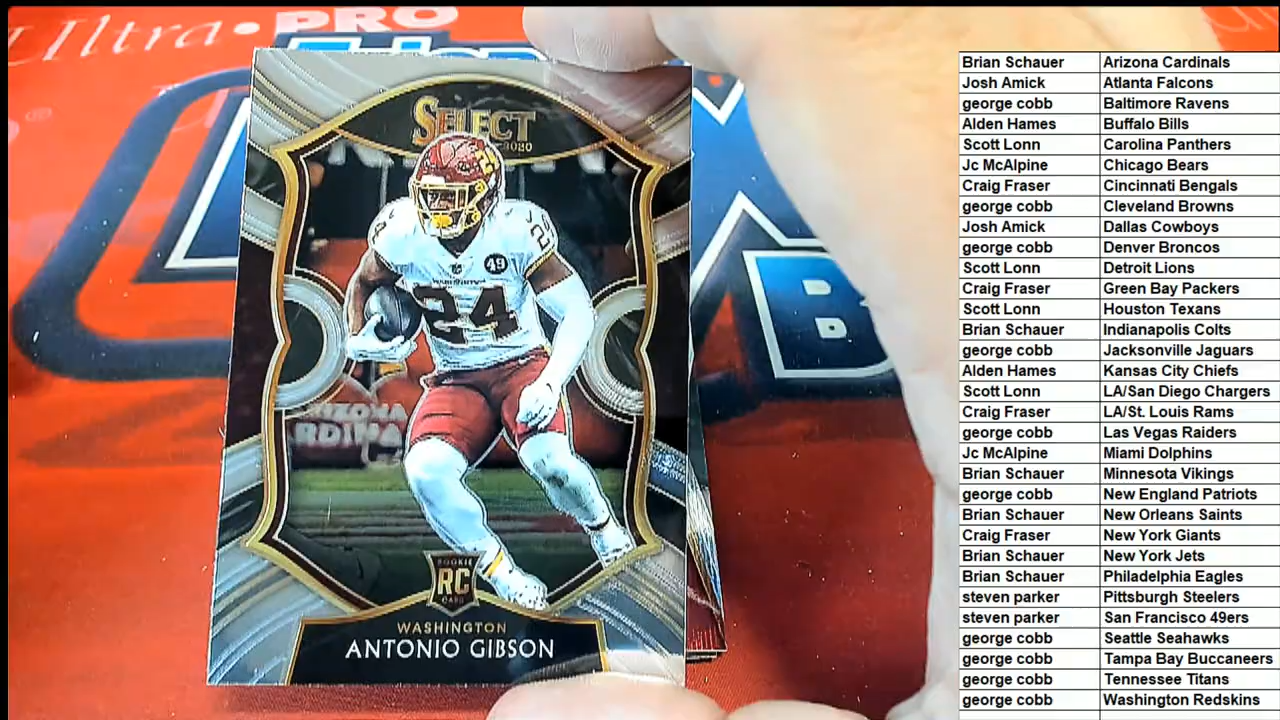 Ultra•PRO
SELECT
2020
24
24
49
WASHINGTON
24
ARIZONA
CARDINALS
ROOKIE
RC
CARD
WASHINGTON
ANTONIO GIBSON
B
Brian Schauer Arizona Cardinals
Josh Amick Atlanta Falcons
george cobb Baltimore Ravens
Alden Hames Buffalo Bills
Scott Lonn Carolina Panthers
Jc McAlpine Chicago Bears
Craig Fraser Cincinnati Bengals
george cobb Cleveland Browns
Josh Amick Dallas Cowboys
george cobb Denver Broncos
Scott Lonn Detroit Lions
Craig Fraser Green Bay Packers
Scott Lonn Houston Texans
Brian Schauer Indianapolis Colts
george cobb Jacksonville Jaguars
Alden Hames Kansas City Chiefs
Scott Lonn LA/San Diego Chargers
Craig Fraser LA/St. Louis Rams
george cobb Las Vegas Raiders
Jc McAlpine Miami Dolphins
Brian Schauer Minnesota Vikings
george cobb New England Patriots
Brian Schauer New Orleans Saints
Craig Fraser New York Giants
Brian Schauer New York Jets
Brian Schauer Philadelphia Eagles
steven parker Pittsburgh Steelers
steven parker San Francisco 49ers
george cobb Seattle Seahawks
george cobb Tampa Bay Buccaneers
george cobb Tennessee Titans
george cobb Washington Redskins